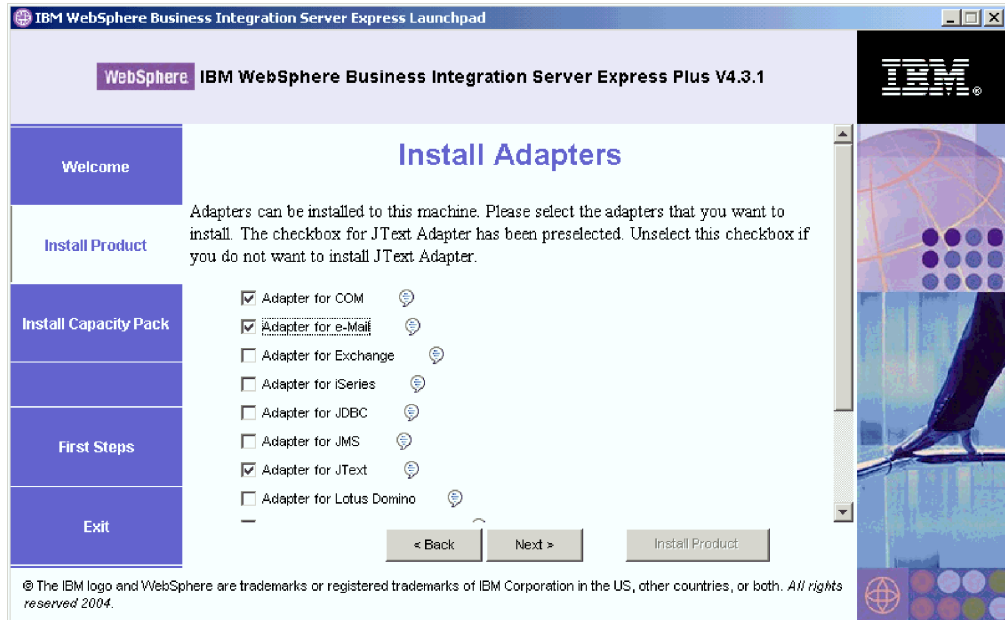 IBM WebSphere Business Integration Server Express Launchpad
WebSphere IBM WebSphere Business Integration Server Express Plus V4.3.1
IBM®
Welcome
Install Product
Install Capacity Pack
First Steps
Exit
Install Adapters
Adapters can be installed to this machine. Please select the adapters that you want to
install. The checkbox for JText Adapter has been preselected. Unselect this checkbox if
you do not want to install JText Adapter.
Adapter for COM
Adapter for e-Mail
Adapter for Exchange
Adapter for iSeries
Adapter for JDBC
Adapter for JMS
Adapter for JText
Adapter for Lotus Domino
< Back
Next >
Install Product
© The IBM logo and WebSphere are trademarks or registered trademarks of IBM Corporation in the US, other countries, or both. All rights
reserved 2004.